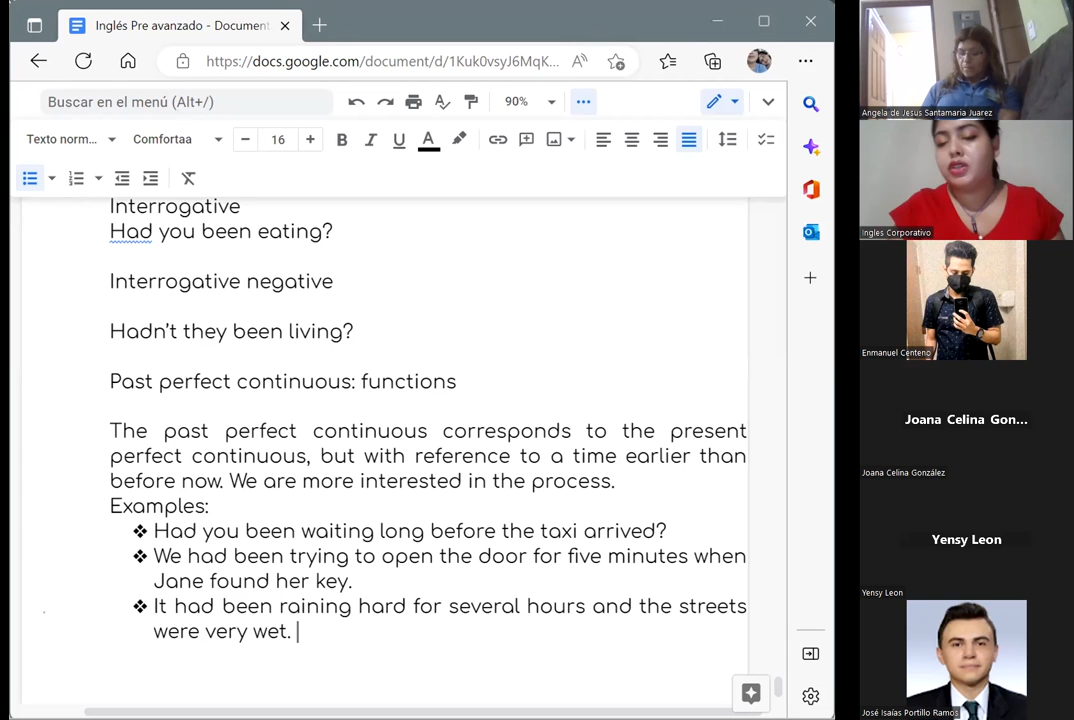 Inglés Pre avanzado - Document
https://docs.google.com/document/d/1Kuk0vsyJ6MqK...
Buscar en el menú (Alt+/)
90%
Texto norm...
Comfortaa
16
Interrogative
Had you been eating?
Interrogative negative
Hadn't they been living?
Past perfect continuous: functions
The past perfect continuous corresponds to the present
perfect continuous, but with reference to a time earlier than
before now. We are more interested in the process.
Examples:
❖ Had you been waiting long before the taxi arrived?
❖ We had been trying to open the door for five minutes when
Jane found her key.
❖ It had been raining hard for several hours and the streets
were very wet.
Angela de Jesus Santamaria Juarez
Ingles Corporativo
Enmanuel Centeno
Joana Celina Gon...
Joana Celina González
Yensy Leon
Yensy Leon
José Isaías Portillo Ramos